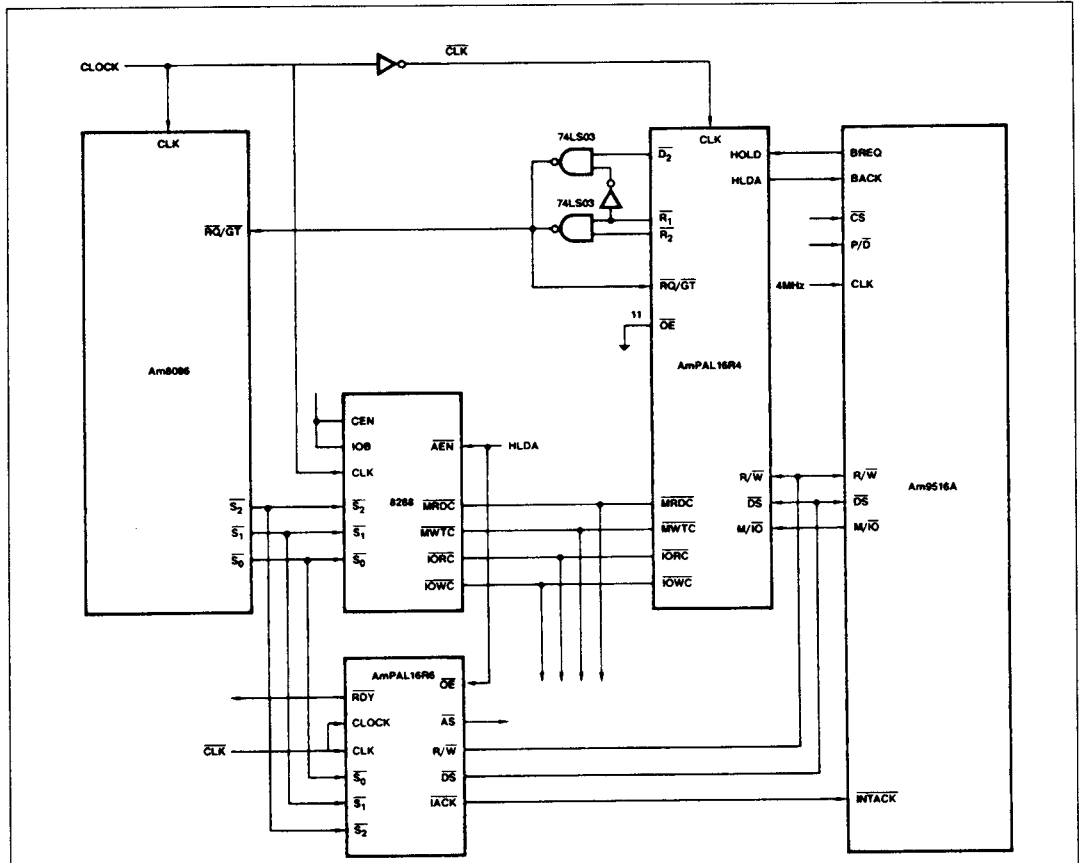 CLOCK
CLK
CLK
Am8086
RQ/GT
S2
S1
S0
74LS03
74LS03
CLK
D2
R1
R2
RQ/GT
11
OE
AmPAL16R4
HOLD
HLDA
R/W
DS
M/IO
MRDC
MWTC
IORC
IOWC
BREQ
BACK
CS
P/D
4MHz
CLK
Am9516A
R/W
DS
M/IO
INTACK
CEN
IOB
CLK
8288
S2
S1
S0
AEN
HLDA
MRDC
MWTC
IORC
IOWC
AmPAL16R6
RDY
CLOCK
CLK
CLK
S0
S1
S2
OE
AS
R/W
DS
IACK